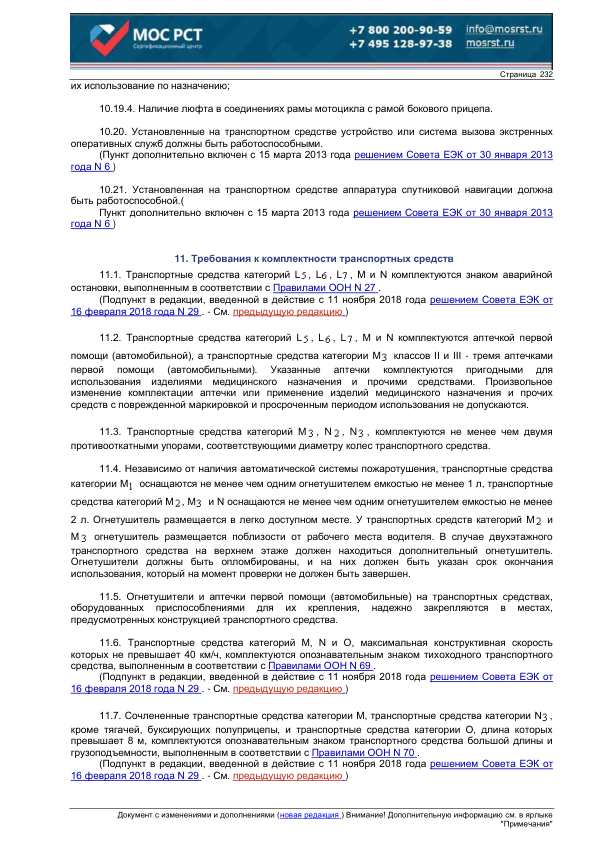 МОС РСТ
Сертификационный центр
+7 800 200-90-59
+7 495 128-97-38
info@mosrst.ru
mosrst.ru
Страница 232
их использование по назначению;
10.19.4. Наличие люфта в соединениях рамы мотоцикла с рамой бокового прицепа.
10.20. Установленные на транспортном средстве устройство или система вызова экстренных
оперативных служб должны быть работоспособными.
(Пункт дополнительно включен с 15 марта 2013 года решением Совета ЕЭК от 30 января 2013
года N 6 )
10.21. Установленная на транспортном средстве аппаратура спутниковой навигации должна
быть работоспособной.(
Пункт дополнительно включен с 15 марта 2013 года решением Совета ЕЭК от 30 января 2013
года N 6 )
11. Требования к комплектности транспортных средств
11.1. Транспортные средства категорий L5 , L6 , L7 , М и N комплектуются знаком аварийной
остановки, выполненным в соответствии с Правилами ООН N 27 .
(Подпункт в редакции, введенной в действие с 11 ноября 2018 года решением Совета ЕЭК от
16 февраля 2018 года N 29 . - См. предыдущую редакцию )
11.2. Транспортные средства категорий L5 , L6 , L7 , М и N комплектуются аптечкой первой
помощи (автомобильной), а транспортные средства категории М3 классов II и III - тремя аптечками
первой помощи (автомобильными). Указанные аптечки комплектуются пригодными для
использования изделиями медицинского назначения и прочими средствами. Произвольное
изменение комплектации аптечки или применение изделий медицинского назначения и прочих
средств с поврежденной маркировкой и просроченным периодом использования не допускаются.
11.3. Транспортные средства категорий М3 , N2 , N3 , комплектуются не менее чем двумя
противооткатными упорами, соответствующими диаметру колес транспортного средства.
11.4. Независимо от наличия автоматической системы пожаротушения, транспортные средства
категории М1 оснащаются не менее чем одним огнетушителем емкостью не менее 1 л, транспортные
средства категорий М2 , М3 и N оснащаются не менее чем одним огнетушителем емкостью не менее
2 л. Огнетушитель размещается в легко доступном месте. У транспортных средств категорий М2 и
М3 огнетушитель размещается поблизости от рабочего места водителя. В случае двухэтажного
транспортного средства на верхнем этаже должен находиться дополнительный огнетушитель.
Огнетушители должны быть опломбированы, и на них должен быть указан срок окончания
использования, который на момент проверки не должен быть завершен.
11.5. Огнетушители и аптечки первой помощи (автомобильные) на транспортных средствах,
оборудованных приспособлениями для их крепления, надежно закрепляются в местах,
предусмотренных конструкцией транспортного средства.
11.6. Транспортные средства категорий М, N и О, максимальная конструктивная скорость
которых не превышает 40 км/ч, комплектуются опознавательным знаком тихоходного транспортного
средства, выполненным в соответствии с Правилами ООН N 69 .
(Подпункт в редакции, введенной в действие с 11 ноября 2018 года решением Совета ЕЭК от
16 февраля 2018 года N 29 . - См. предыдущую редакцию )
11.7. Сочлененные транспортные средства категории М, транспортные средства категории N3 ,
кроме тягачей, буксирующих полуприцепы, и транспортные средства категории О, длина которых
превышает 8 м, комплектуются опознавательным знаком транспортного средства большой длины и
грузоподъемности, выполненным в соответствии с Правилами ООН N 70 .
(Подпункт в редакции, введенной в действие с 11 ноября 2018 года решением Совета ЕЭК от
16 февраля 2018 года N 29 . - См. предыдущую редакцию )
Документ с изменениями и дополнениями (новая редакция ) Внимание! Дополнительную информацию см. в ярлыке
"Примечания"